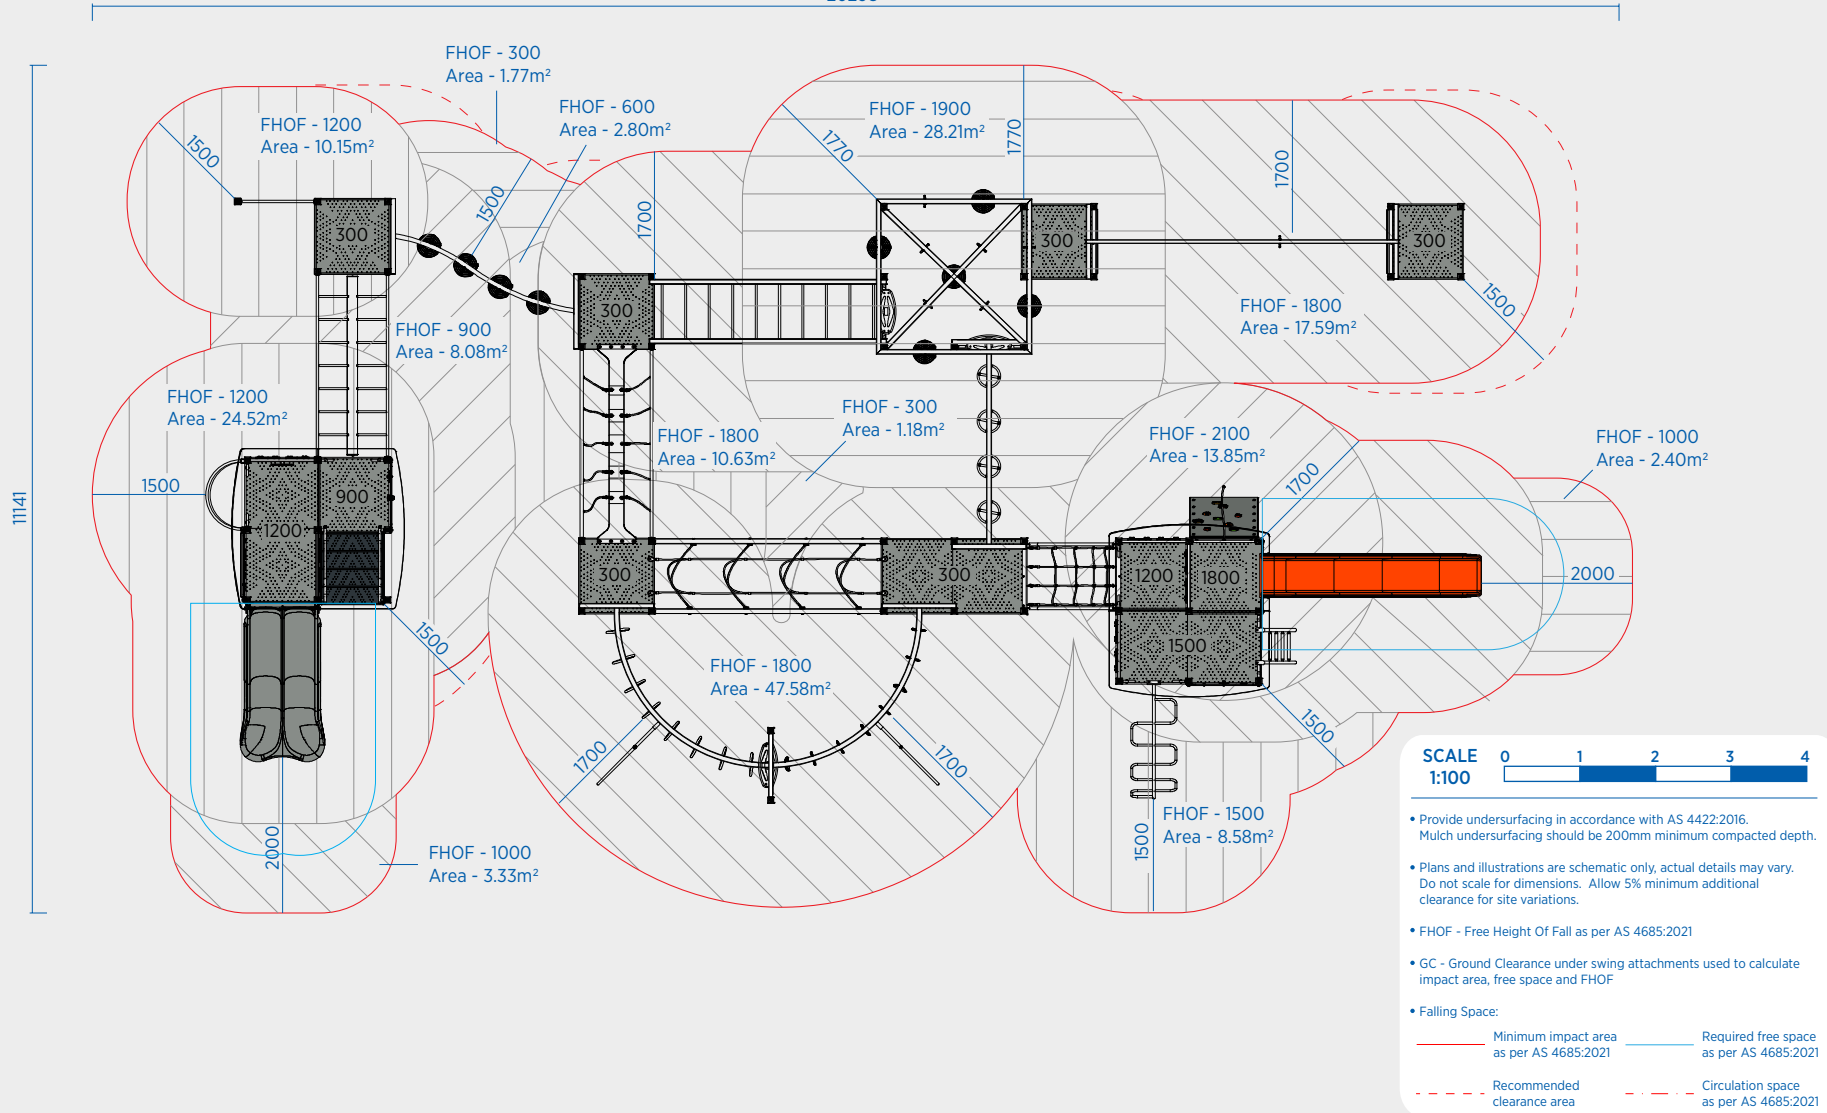 FHOF - 300
Area - 1.77m²
FHOF - 600
Area - 2.80m²
FHOF - 1200
Area - 10.15m²
1500
FHOF - 1900
Area - 28.21m²
1770
1770
1700
1500
1700
300
300
300
300
FHOF - 1800
Area - 17.59m²
1500
FHOF - 900
Area - 8.08m²
FHOF - 1200
Area - 24.52m²
FHOF - 300
Area - 1.18m²
FHOF - 1800
Area - 10.63m²
FHOF - 2100
Area - 13.85m²
1700
FHOF - 1000
Area - 2.40m²
11141
1500
900
1200
300
300
1200
1800
2000
1500
1500
FHOF - 1800
Area - 47.58m²
1700
1700
1500
2000
FHOF - 1000
Area - 3.33m²
1500
FHOF - 1500
Area - 8.58m²
SCALE
1:100
0 1 2 3 4
• Provide undersurfacing in accordance with AS 4422:2016.
Mulch undersurfacing should be 200mm minimum compacted depth.
• Plans and illustrations are schematic only, actual details may vary.
Do not scale for dimensions. Allow 5% minimum additional
clearance for site variations.
• FHOF - Free Height Of Fall as per AS 4685:2021
• GC - Ground Clearance under swing attachments used to calculate
impact area, free space and FHOF
• Falling Space:
Minimum impact area
as per AS 4685:2021
Required free space
as per AS 4685:2021
Recommended
clearance area
Circulation space
as per AS 4685:2021